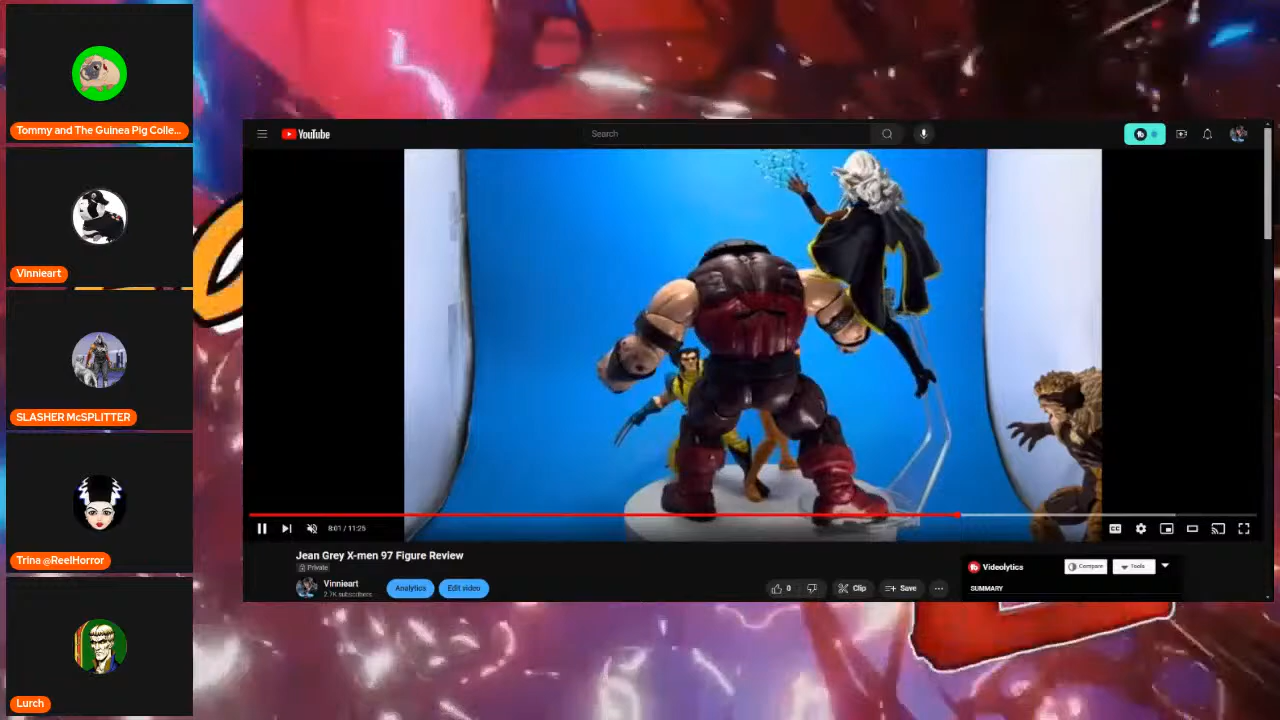 Tommy and The Guinea Pig Colle...
Vinnieart
SLASHER McSPLITTER
Trina @ReelHorror
Lurch
YouTube
Search
8:01 / 11:25
CC
Jean Grey X-men 97 Figure Review
Private
Vinnieart
2.7K subscribers
Analytics
Edit video
0
Clip
Save
Videolytics
Compare
Tools
SUMMARY